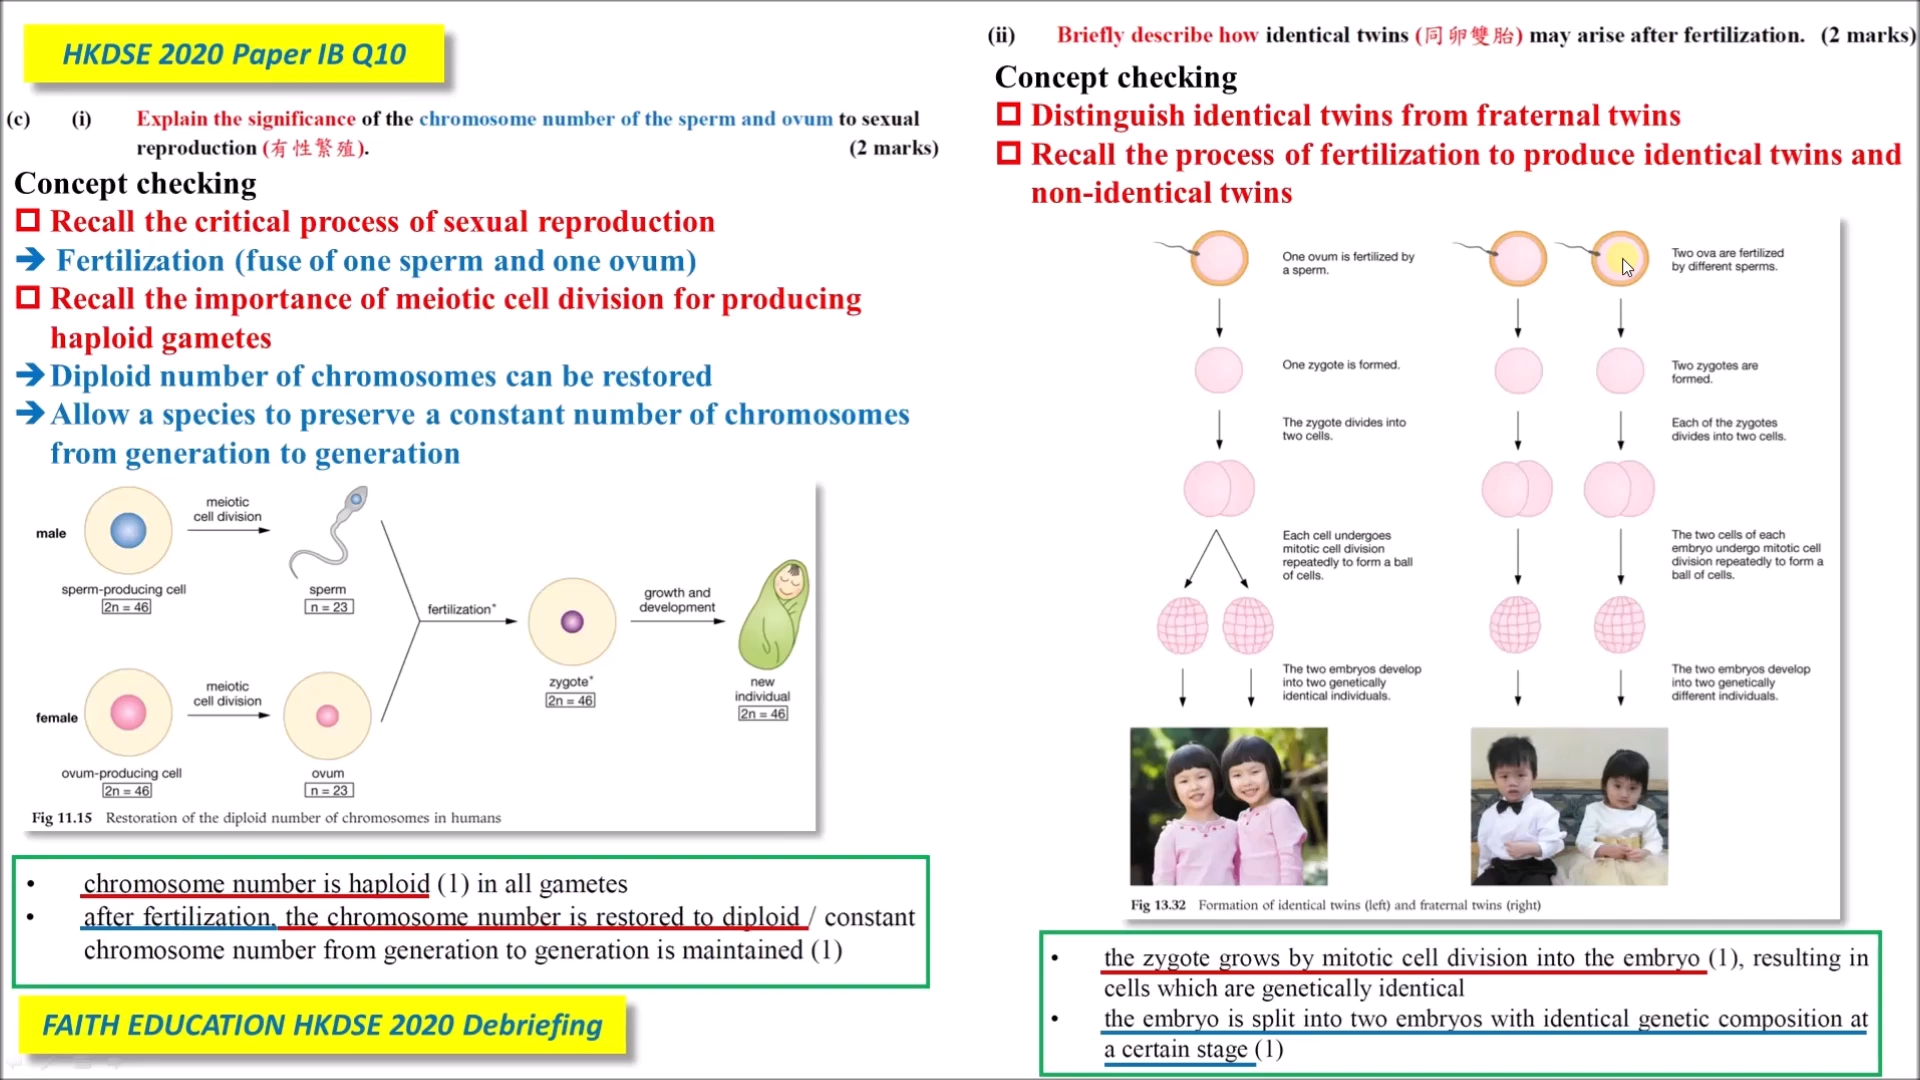 HKDSE 2020 Paper IB Q10
(c) (i) Explain the significance of the chromosome number of the sperm and ovum to sexual
reproduction (有性繁殖). (2 marks)
Concept checking
Recall the critical process of sexual reproduction
Fertilization (fuse of one sperm and one ovum)
Recall the importance of meiotic cell division for producing
haploid gametes
Diploid number of chromosomes can be restored
Allow a species to preserve a constant number of chromosomes
from generation to generation
male
meiotic
cell division
sperm-producing cell
2n = 46
sperm
n = 23
fertilization*
zygote*
2n = 46
growth and
development
new
individual
2n = 46
female
meiotic
cell division
ovum-producing cell
2n = 46
ovum
n = 23
Fig 11.15 Restoration of the diploid number of chromosomes in humans
• chromosome number is haploid (1) in all gametes
• after fertilization, the chromosome number is restored to diploid / constant
chromosome number from generation to generation is maintained (1)
FAITH EDUCATION HKDSE 2020 Debriefing
(ii) Briefly describe how identical twins (同卵雙胎) may arise after fertilization. (2 marks)
Concept checking
Distinguish identical twins from fraternal twins
Recall the process of fertilization to produce identical twins and
non-identical twins
One ovum is fertilized by
a sperm.
Two ova are fertilized
by different sperms.
One zygote is formed.
Two zygotes are
formed.
The zygote divides into
two cells.
Each of the zygotes
divides into two cells.
Each cell undergoes
mitotic cell division
repeatedly to form a ball
of cells.
The two cells of each
embryo undergo mitotic cell
division repeatedly to form a
ball of cells.
The two embryos develop
into two genetically
identical individuals.
The two embryos develop
into two genetically
different individuals.
Fig 13.32 Formation of identical twins (left) and fraternal twins (right)
• the zygote grows by mitotic cell division into the embryo (1), resulting in
cells which are genetically identical
• the embryo is split into two embryos with identical genetic composition at
a certain stage (1)